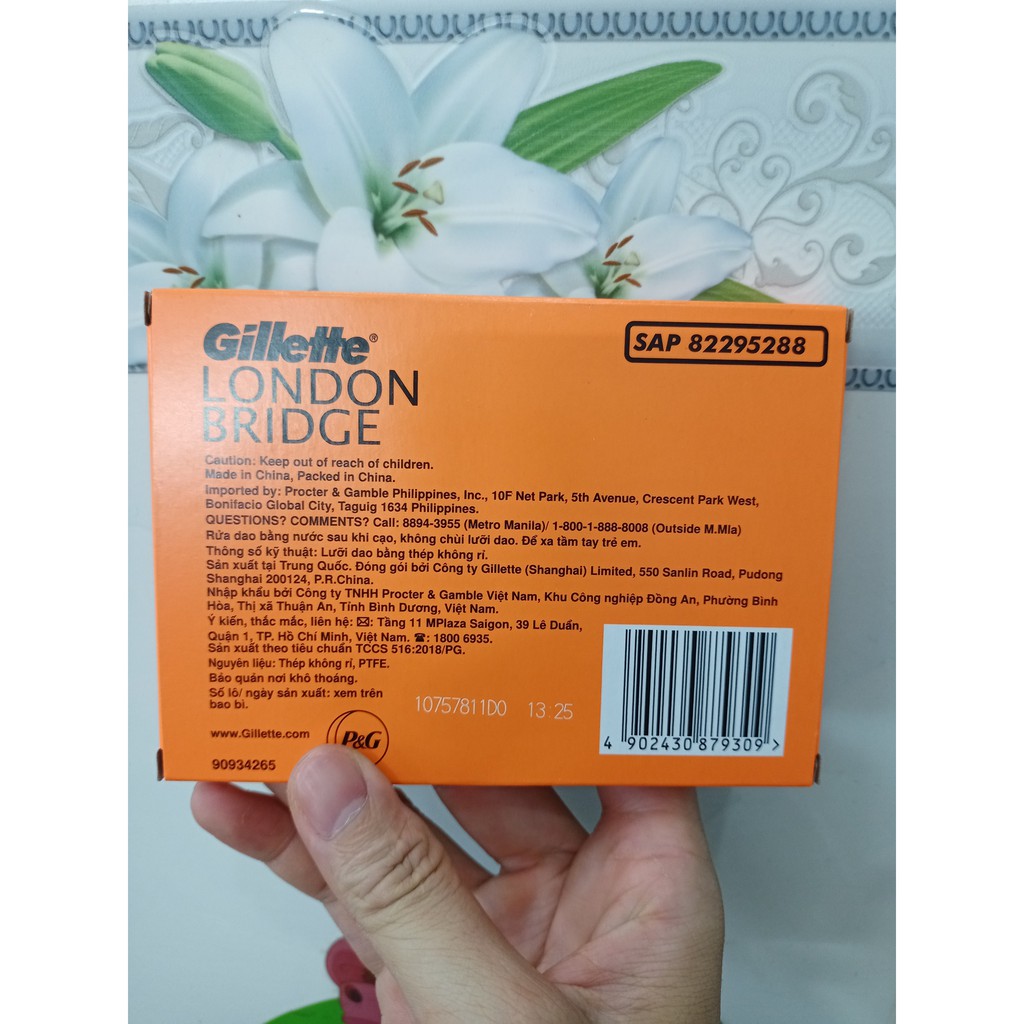 Gillette®
LONDON
BRIDGE
SAP 82295288
Caution: Keep out of reach of children.
Made in China, Packed in China.
Imported by: Procter & Gamble Philippines, Inc., 10F Net Park, 5th Avenue, Crescent Park West,
Bonifacio Global City, Taguig 1634 Philippines.
QUESTIONS? COMMENTS? Call: 8894-3955 (Metro Manila)/ 1-800-1-888-8008 (Outside M.Mla)
Rửa dao bằng nước sau khi cạo, không chùi lưỡi dao. Để xa tầm tay trẻ em.
Thông số kỹ thuật: Lưỡi dao bằng thép không rỉ.
Sản xuất tại Trung Quốc. Đóng gói bởi Công ty Gillette (Shanghai) Limited, 550 Sanlin Road, Pudong
Shanghai 200124, P.R.China.
Nhập khẩu bởi Công ty TNHH Procter & Gamble Việt Nam, Khu Công nghiệp Đồng An, Phường Bình
Hòa, Thị xã Thuận An, Tỉnh Bình Dương, Việt Nam.
Ý kiến, thắc mắc, liên hệ: ✉: Tầng 11 MPlaza Saigon, 39 Lê Duẩn,
Quận 1, TP. Hồ Chí Minh, Việt Nam. ☎: 1800 6935.
Sản xuất theo tiêu chuẩn TCCS 516:2018/PG.
Nguyên liệu: Thép không rỉ, PTFE.
Bảo quản nơi khô thoáng.
Số lô/ ngày sản xuất: xem trên
bao bì.
10757811D0 13 25
www.Gillette.com
P&G
90934265
4 902430 879309 >